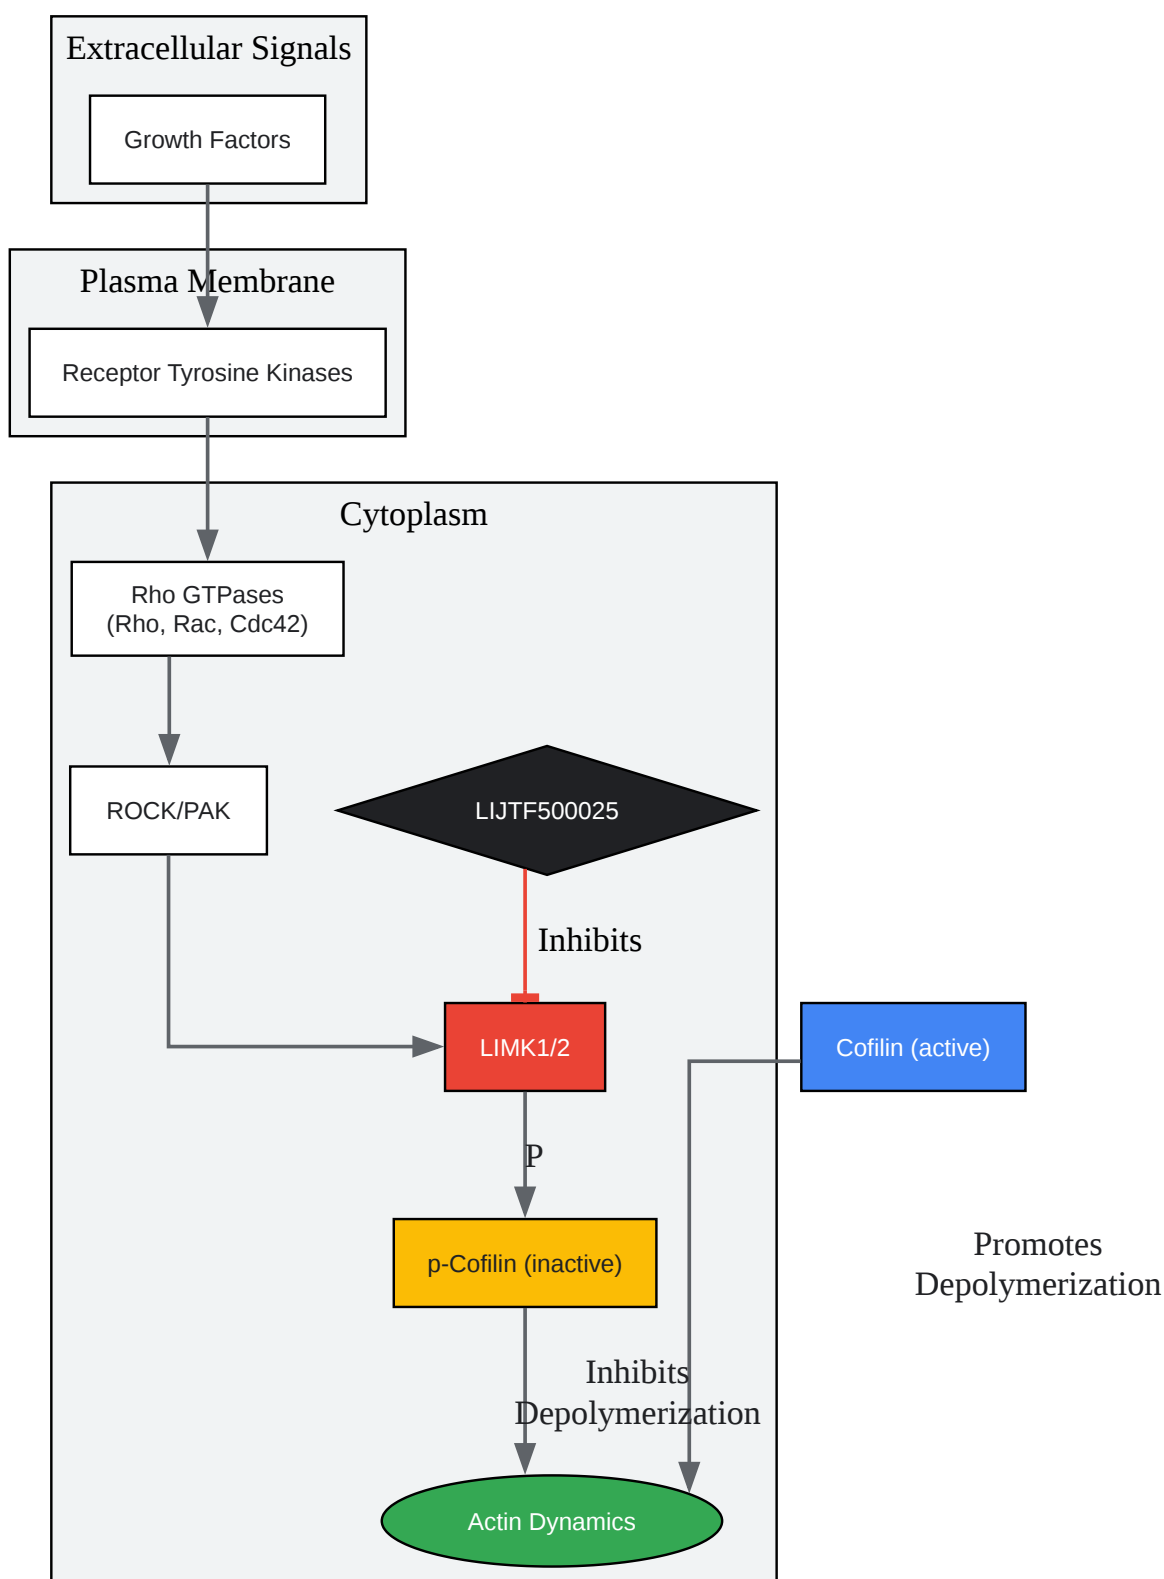 Extracellular Signals
Growth Factors
Plasma Membrane
Receptor Tyrosine Kinases
Cytoplasm
Rho GTPases
(Rho, Rac, Cdc42)
ROCK/PAK
LIJTF500025
Inhibits
LIMK1/2
Cofilin (active)
P
p-Cofilin (inactive)
Promotes
Depolymerization
Inhibits
Depolymerization
Actin Dynamics